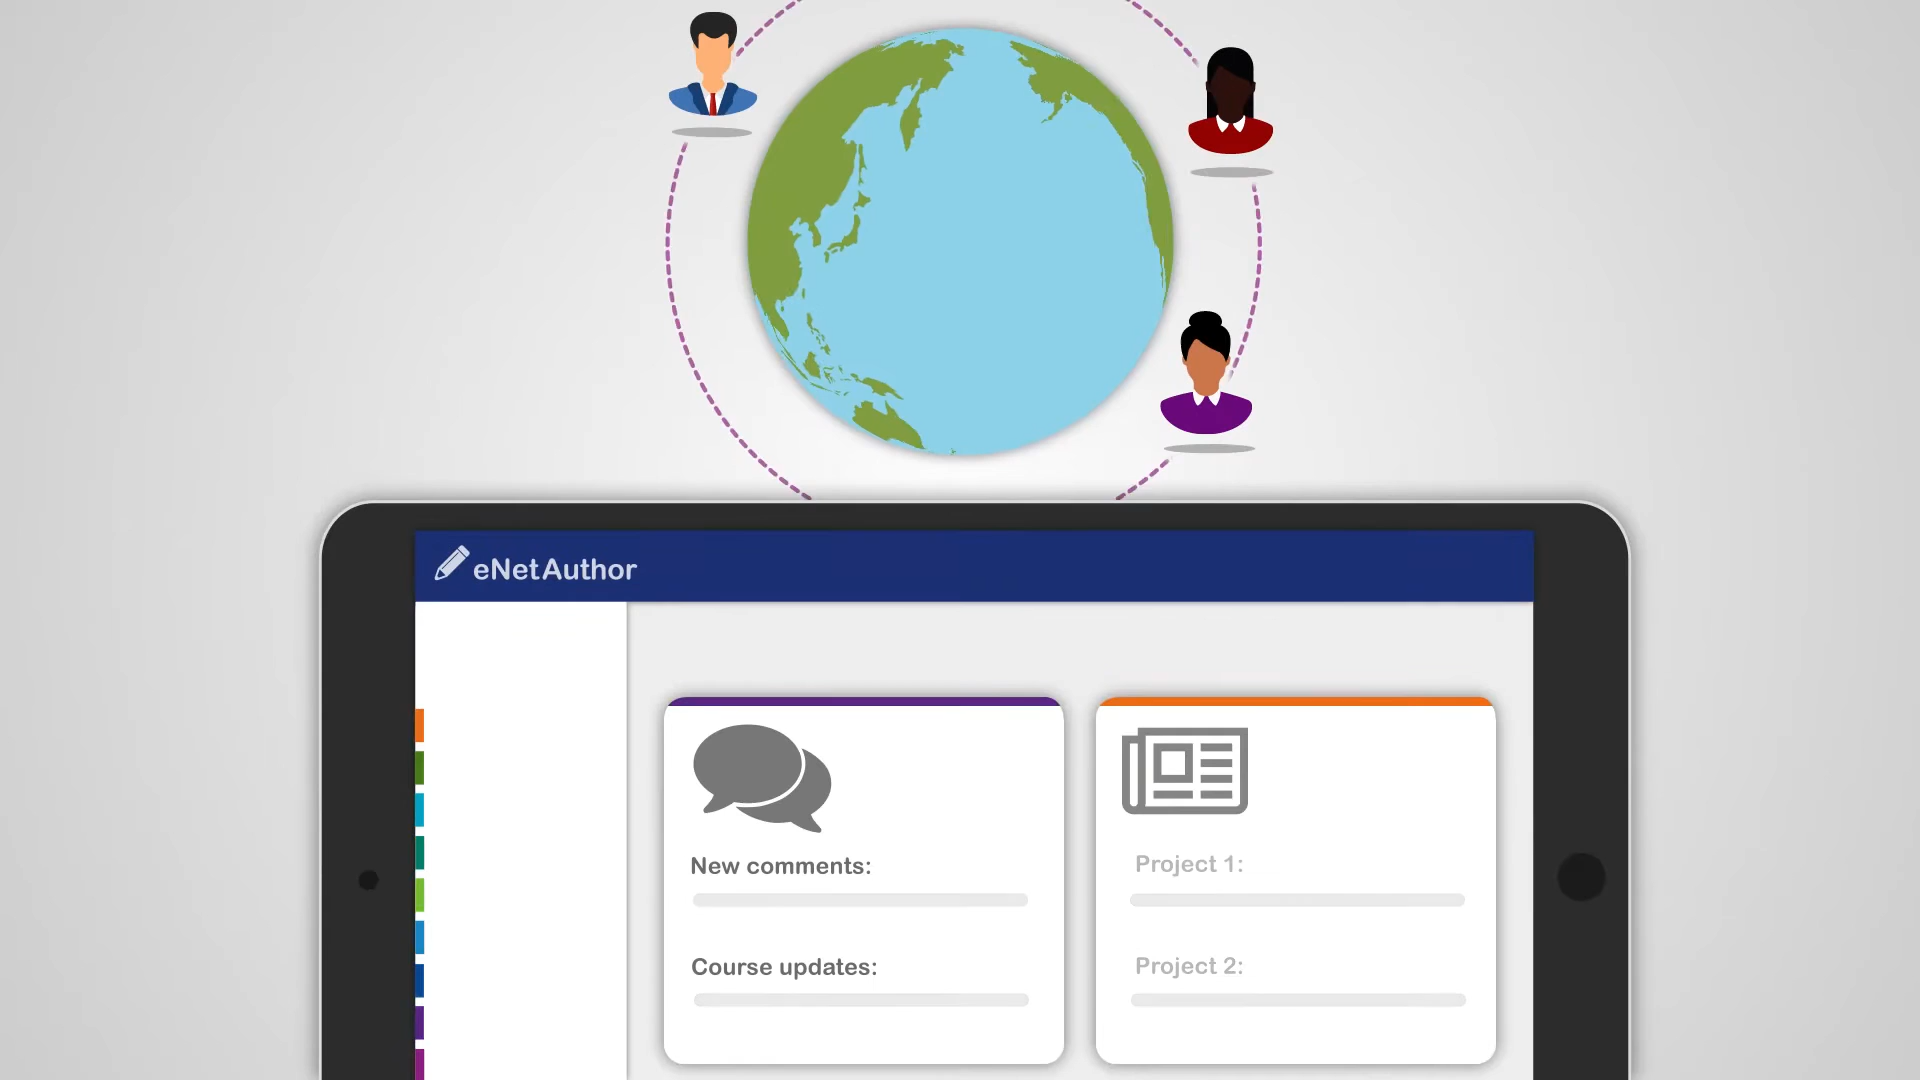 eNetAuthor
New comments:
Course updates:
Project 1:
Project 2: